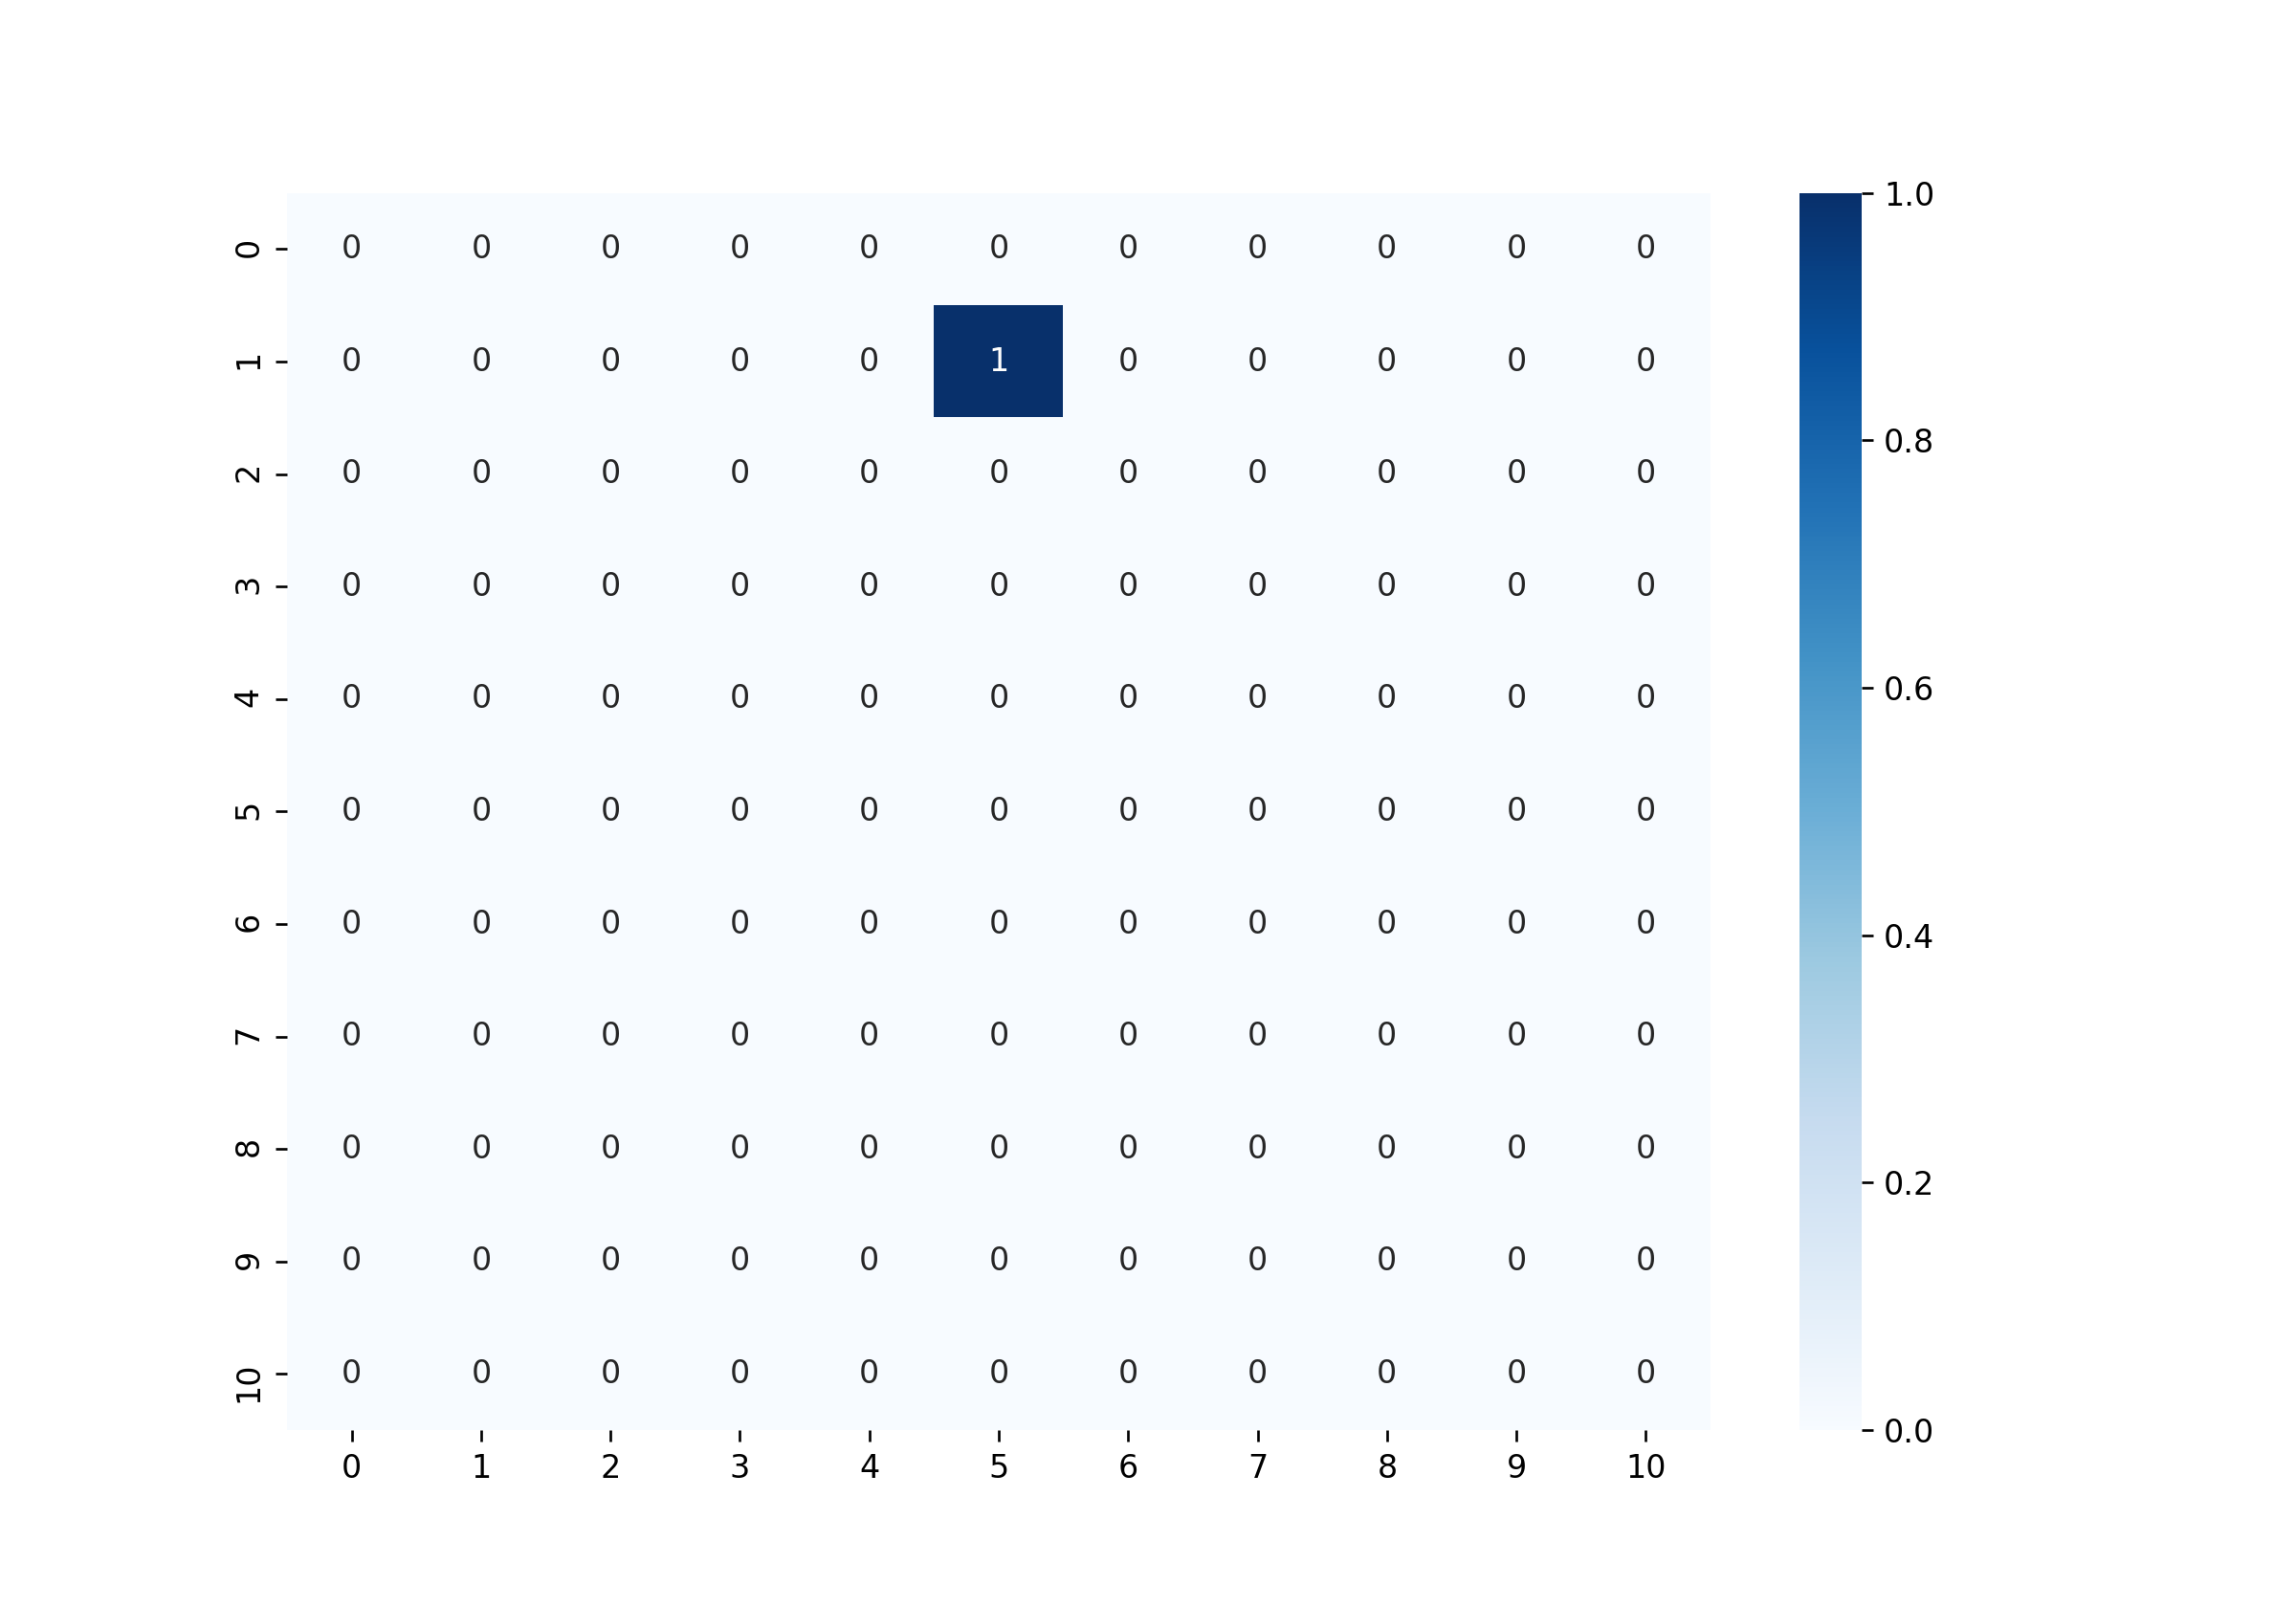 0 0 0 0 0 0 0 0 0 0 0 0
1 0 0 0 0 0 1 0 0 0 0 0
2 0 0 0 0 0 0 0 0 0 0 0
3 0 0 0 0 0 0 0 0 0 0 0
4 0 0 0 0 0 0 0 0 0 0 0
5 0 0 0 0 0 0 0 0 0 0 0
6 0 0 0 0 0 0 0 0 0 0 0
7 0 0 0 0 0 0 0 0 0 0 0
8 0 0 0 0 0 0 0 0 0 0 0
9 0 0 0 0 0 0 0 0 0 0 0
10 0 0 0 0 0 0 0 0 0 0 0
0 1 2 3 4 5 6 7 8 9 10
1.0
0.8
0.6
0.4
0.2
0.0